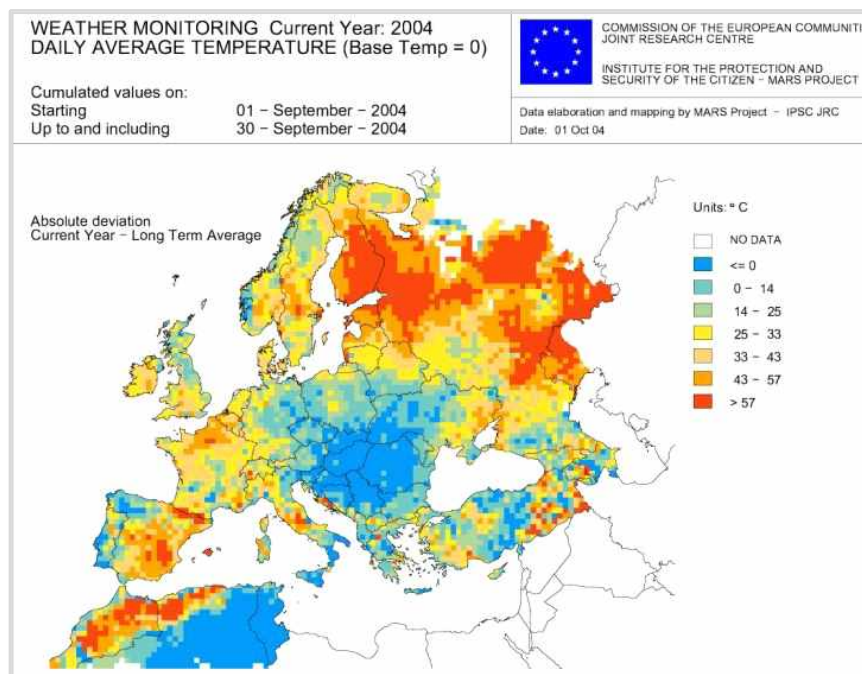 WEATHER MONITORING Current Year: 2004
DAILY AVERAGE TEMPERATURE (Base Temp = 0)
Cumulated values on:
Starting 01 – September – 2004
Up to and including 30 – September – 2004
COMMISSION OF THE EUROPEAN COMMUNITI
JOINT RESEARCH CENTRE
INSTITUTE FOR THE PROTECTION AND
SECURITY OF THE CITIZEN – MARS PROJECT
Data elaboration and mapping by MARS Project – IPSC JRC
Date: 01 Oct 04
Absolute deviation
Current Year – Long Term Average
Units: ° C
NO DATA
<= 0
0 – 14
14 – 25
25 – 33
33 – 43
43 – 57
> 57